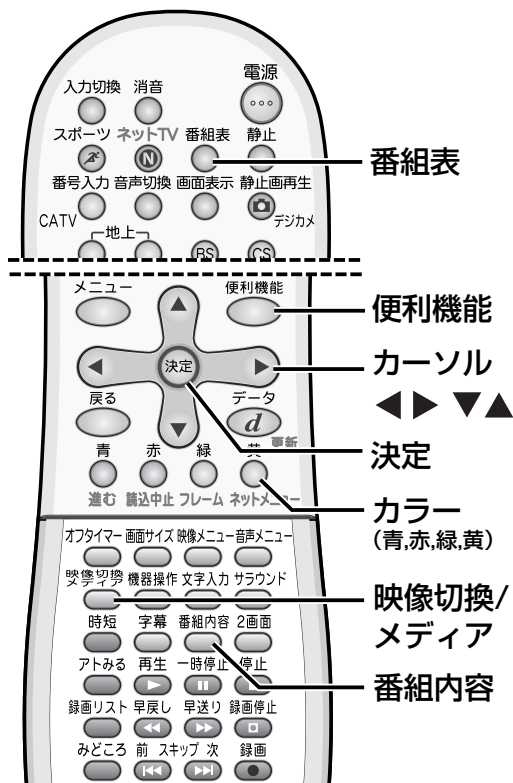 電源
入力切換 消音
スポーツ ネットTV 番組表 静止
番組表
番号入力 音声切換 画面表示 静止画再生
CATV デジカメ
地上
BS CS
メニュー 便利機能
便利機能
カーソル
◀▶ ▼▲
決定
戻る データ
d
決定
青 赤 緑 黄 更新
進む 読込中止 フレーム ネットメニュー
カラー
(青,赤,緑,黄)
オフタイマー 画面サイズ 映像メニュー 音声メニュー
映像切換 機器操作 文字入力 サラウンド
メディア
映像切換/
メディア
時短 字幕 番組内容 2画面
アトみる 再生 一時停止 停止
番組内容
録画リスト 早戻し 早送り 録画停止
みどころ 前 スキップ 次 録画